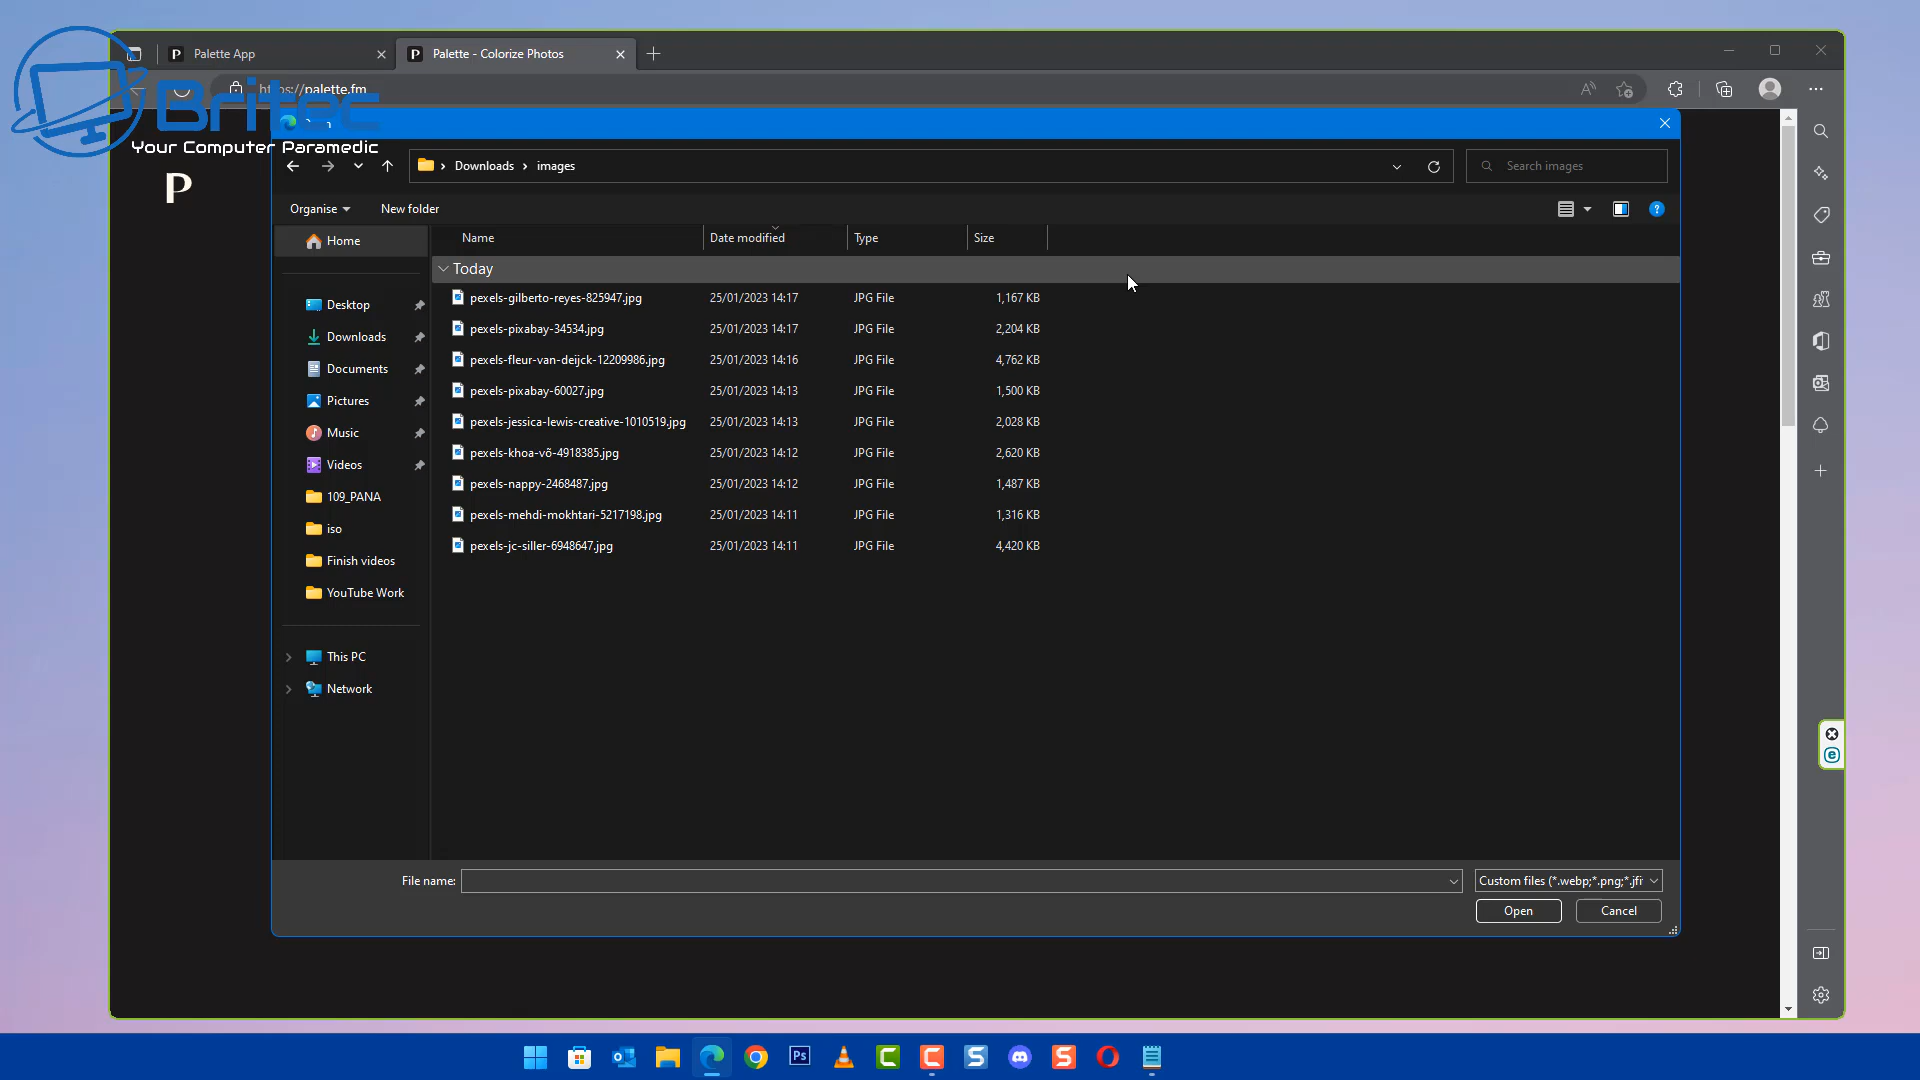 Palette App
Palette - Colorize Photos
https://palette.fm
Britec
Your Computer Paramedic
P
Downloads > images
Search images
Organise
New folder
Home
Desktop
Downloads
Documents
Pictures
Music
Videos
109_PANA
iso
Finish videos
YouTube Work
This PC
Network
Name Date modified Type Size
Today
pexels-gilberto-reyes-825947.jpg 25/01/2023 14:17 JPG File 1,167 KB
pexels-pixabay-34534.jpg 25/01/2023 14:17 JPG File 2,204 KB
pexels-fleur-van-deijck-12209986.jpg 25/01/2023 14:16 JPG File 4,762 KB
pexels-pixabay-60027.jpg 25/01/2023 14:13 JPG File 1,500 KB
pexels-jessica-lewis-creative-1010519.jpg 25/01/2023 14:13 JPG File 2,028 KB
pexels-khoa-võ-4918385.jpg 25/01/2023 14:12 JPG File 2,620 KB
pexels-nappy-2468487.jpg 25/01/2023 14:12 JPG File 1,487 KB
pexels-mehdi-mokhtari-5217198.jpg 25/01/2023 14:11 JPG File 1,316 KB
pexels-jc-siller-6948647.jpg 25/01/2023 14:11 JPG File 4,420 KB
File name:
Custom files (*.webp;*.png;*.jfi
Open
Cancel
Ps